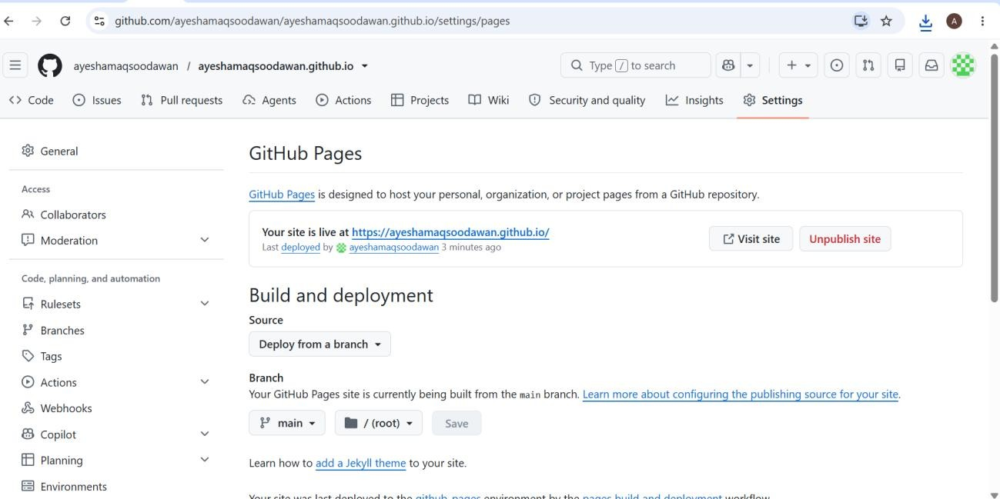 github.com/ayeshamaqsoodawan/ayeshamaqsoodawan.github.io/settings/pages
A
ayeshamaqsoodawan / ayeshamaqsoodawan.github.io
Type / to search
Code Issues Pull requests Agents Actions Projects Wiki Security and quality Insights Settings
General
Access
Collaborators
Moderation
Code, planning, and automation
Rulesets
Branches
Tags
Actions
Webhooks
Copilot
Planning
Environments
GitHub Pages
GitHub Pages is designed to host your personal, organization, or project pages from a GitHub repository.
Your site is live at https://ayeshamaqsoodawan.github.io/
Last deployed by ayeshamaqsoodawan 3 minutes ago
Visit site
Unpublish site
Build and deployment
Source
Deploy from a branch
Branch
Your GitHub Pages site is currently being built from the main branch. Learn more about configuring the publishing source for your site.
main / (root) Save
Learn how to add a Jekyll theme to your site.
Your site was last deployed to the github-pages environment by the pages build and deployment workflow.